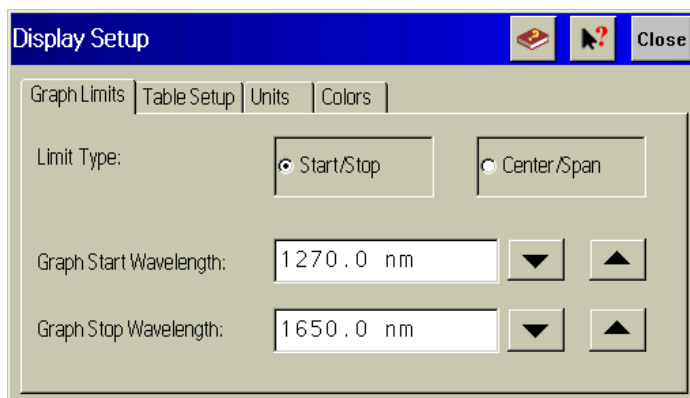 Display Setup ? Close
Graph Limits Table Setup Units Colors
Limit Type: Start/Stop Center/Span
Graph Start Wavelength: 1270.0 nm
Graph Stop Wavelength: 1650.0 nm